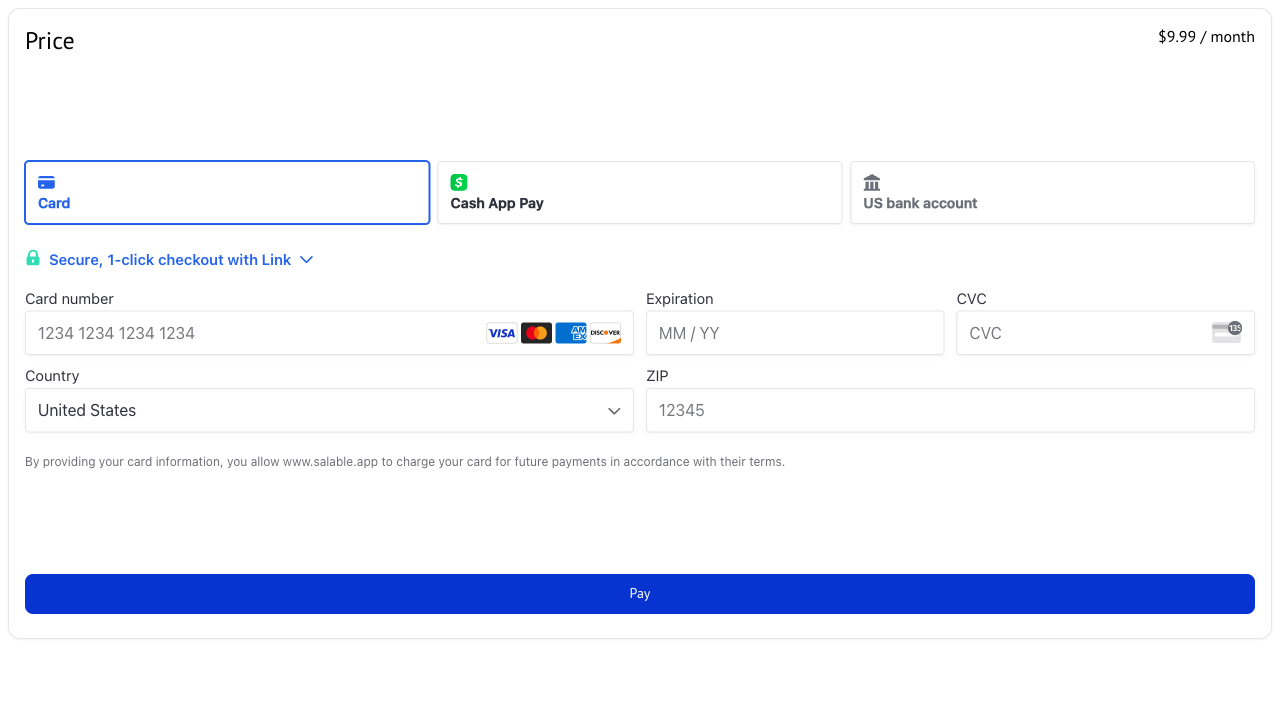 Price
$9.99 / month
Card
Cash App Pay
US bank account
Secure, 1-click checkout with Link
Card number
Expiration
CVC
1234 1234 1234 1234
VISA
AMEX
DISCOVER
MM / YY
CVC
135
Country
ZIP
United States
12345
By providing your card information, you allow www.salable.app to charge your card for future payments in accordance with their terms.
Pay